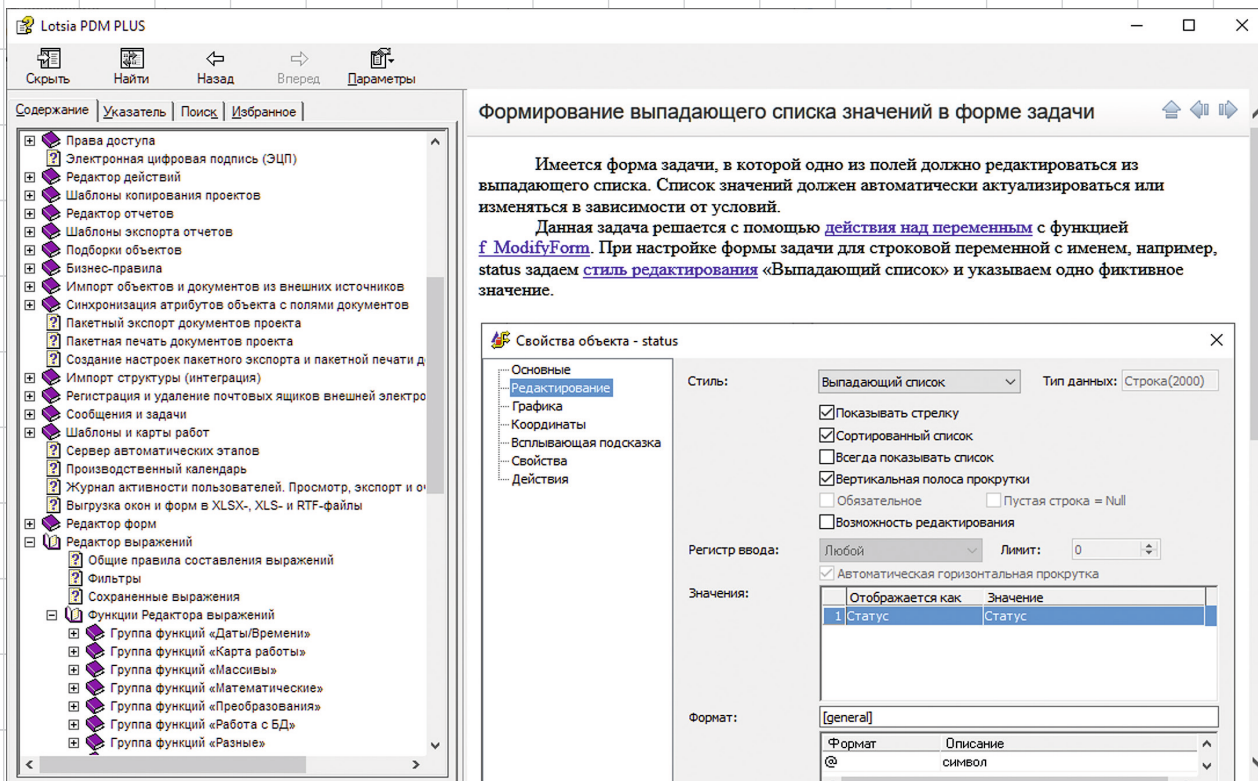 Lotsia PDM PLUS
Скрыть Найти Назад Вперед Параметры
Содержание Указатель Поиск Избранное
Права доступа
Электронная цифровая подпись (ЭЦП)
Редактор действий
Шаблоны копирования проектов
Редактор отчетов
Шаблоны экспорта отчетов
Подборки объектов
Бизнес-правила
Импорт объектов и документов из внешних источников
Синхронизация атрибутов объекта с полями документов
Пакетный экспорт документов проекта
Пакетная печать документов проекта
Создание настроек пакетного экспорта и пакетной печати д
Импорт структуры (интеграция)
Регистрация и удаление почтовых ящиков внешней электро
Сообщения и задачи
Шаблоны и карты работ
Сервер автоматических этапов
Производственный календарь
Журнал активности пользователей. Просмотр, экспорт и оч
Выгрузка окон и форм в XLSX-, XLS- и RTF-файлы
Редактор форм
Редактор выражений
Общие правила составления выражений
Фильтры
Сохраненные выражения
Функции Редактора выражений
Группа функций «Даты/Времени»
Группа функций «Карта работы»
Группа функций «Массивы»
Группа функций «Математические»
Группа функций «Преобразования»
Группа функций «Работа с БД»
Группа функций «Разные»
Формирование выпадающего списка значений в форме задачи
Имеется форма задачи, в которой одно из полей должно редактироваться из
выпадающего списка. Список значений должен автоматически актуализироваться или
изменяться в зависимости от условий.
Данная задача решается с помощью действия над переменным с функцией
f_ModifyForm. При настройке формы задачи для строковой переменной с именем, например,
status задаем стиль редактирования «Выпадающий список» и указываем одно фиктивное
значение.
Свойства объекта - status
Основные
Редактирование
Графика
Координаты
Всплывающая подсказка
Свойства
Действия
Стиль: Выпадающий список Тип данных: Строка(2000)
Показывать стрелку
Сортированный список
Всегда показывать список
Вертикальная полоса прокрутки
Обязательное Пустая строка = Null
Возможность редактирования
Регистр ввода: Любой Лимит: 0
Автоматическая горизонтальная прокрутка
Значения:
Отображается как Значение
1 Статус Статус
Формат: [general]
Формат Описание
@ символ